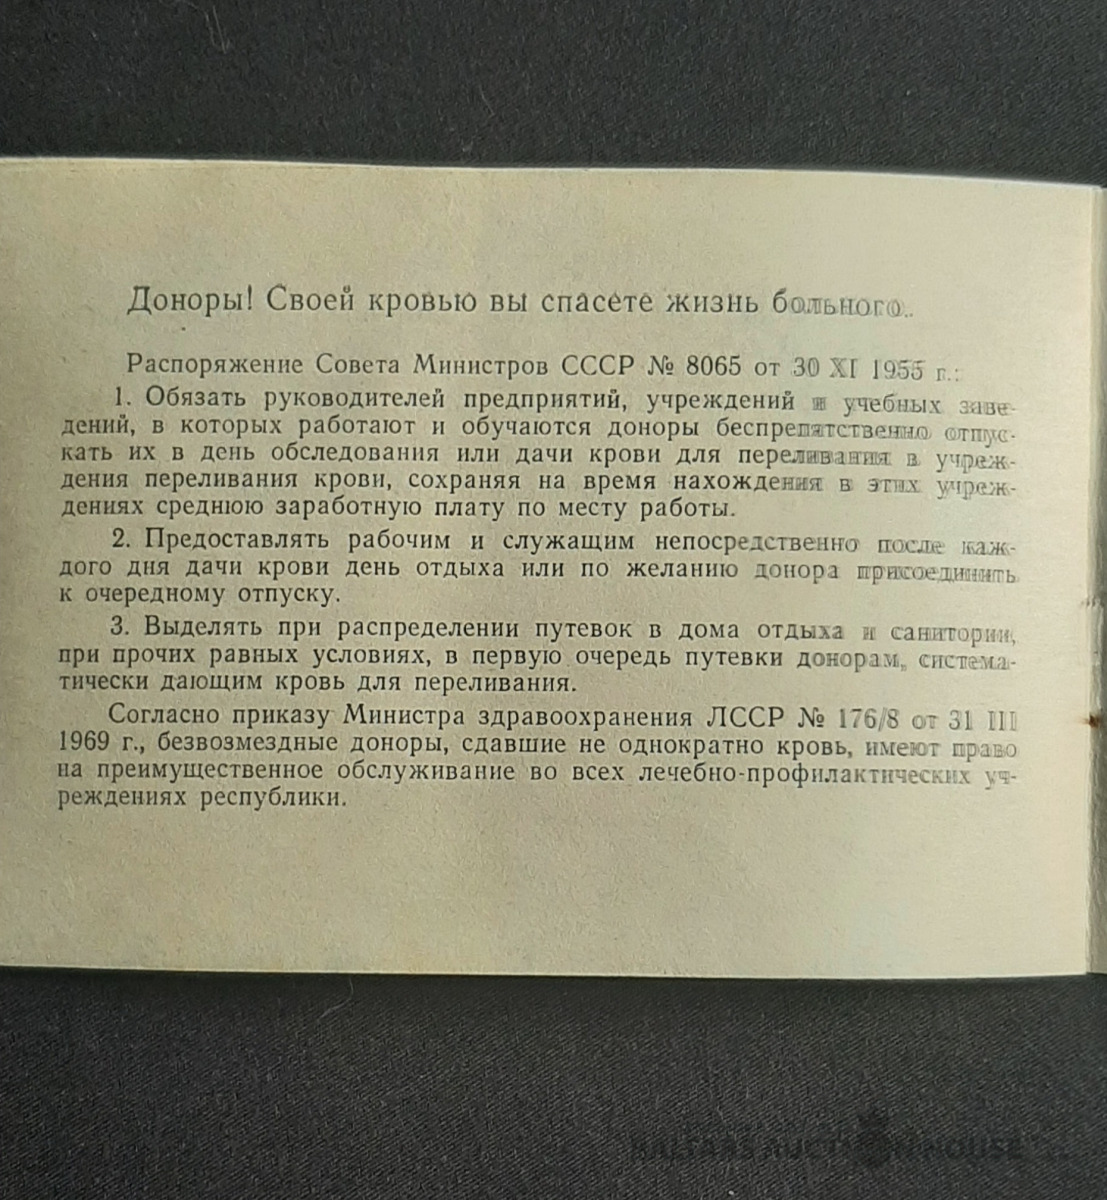 Доноры! Своей кровью вы спасете жизнь больного.
Распоряжение Совета Министров СССР № 8065 от 30 XI 1955 г.:
1. Обязать руководителей предприятий, учреждений и учебных заве-
дений, в которых работают и обучаются доноры беспрепятственно отпус-
кать их в день обследования или дачи крови для переливания в учреж-
дения переливания крови, сохраняя на время нахождения в этих учреж-
дениях среднюю заработную плату по месту работы.
2. Предоставлять рабочим и служащим непосредственно после каж-
дого дня дачи крови день отдыха или по желанию донора присоединить
к очередному отпуску.
3. Выделять при распределении путевок в дома отдыха и санитории,
при прочих равных условиях, в первую очередь путевки донорам, система-
тически дающим кровь для переливания.
Согласно приказу Министра здравоохранения ЛССР № 176/8 от 31 III
1969 г., безвозмездные доноры, сдавшие не однократно кровь, имеют право
на преимущественное обслуживание во всех лечебно-профилактических уч-
реждениях республики.
BALTARS AUCTION HOUSE